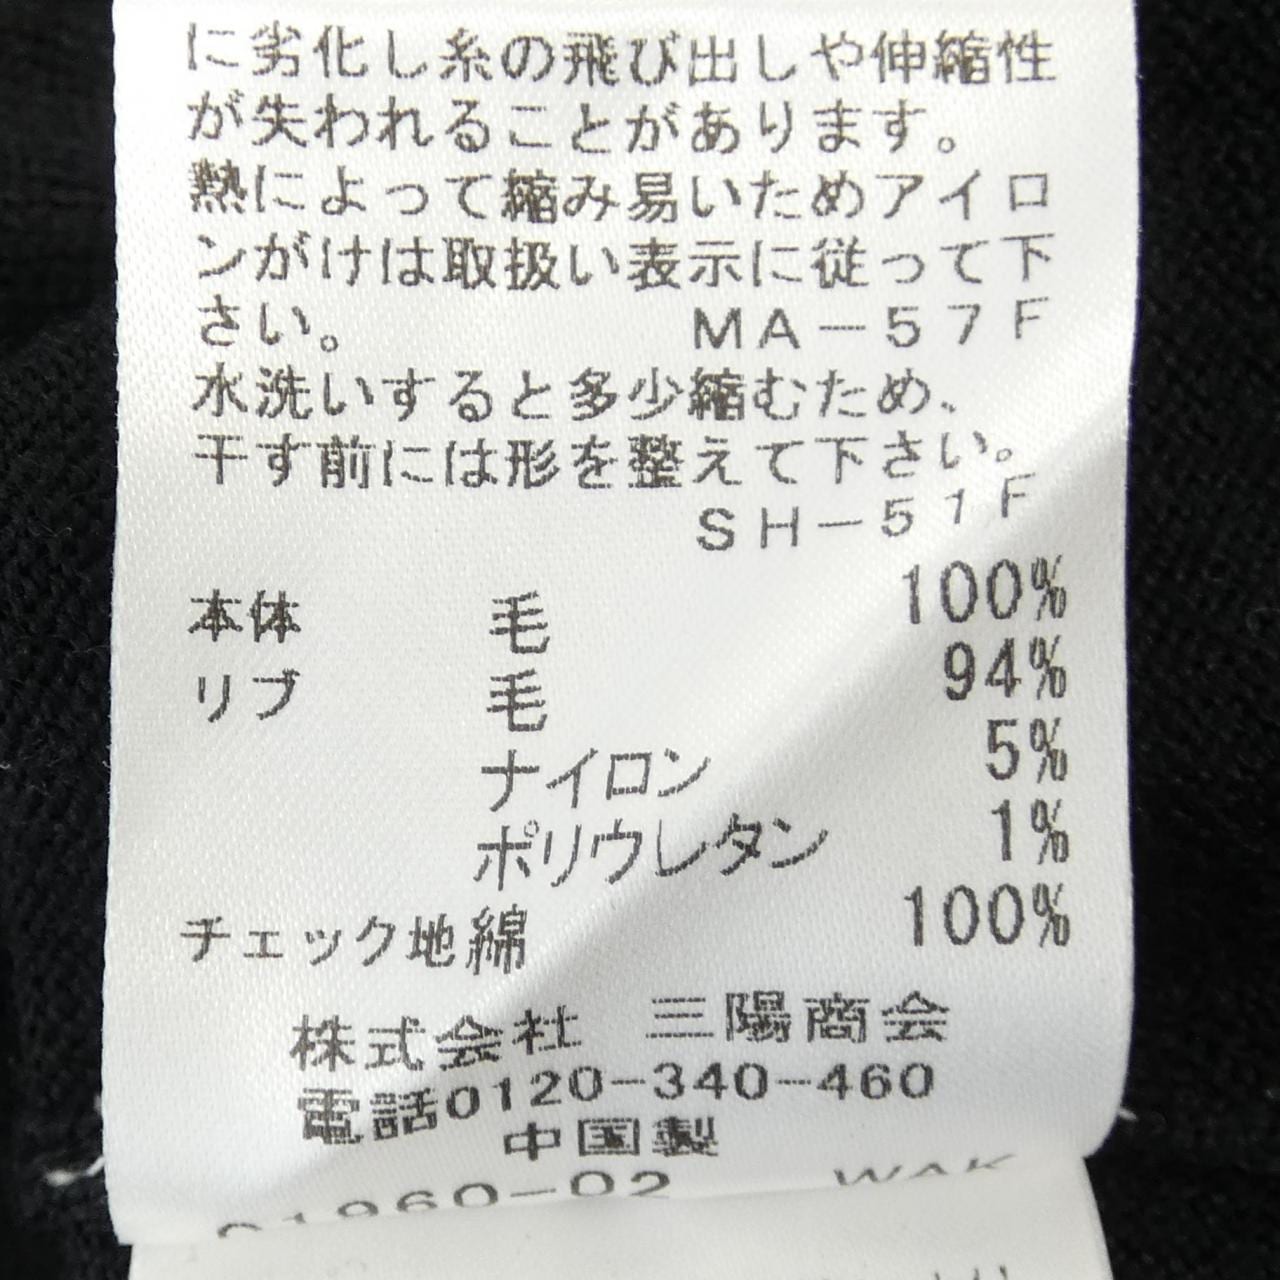 に劣化し糸の飛び出しや伸縮性
が失われることがあります。
熱によって縮み易いためアイロ
ンがけは取扱い表示に従って下
さい。 MA-57F
水洗いすると多少縮むため、
干す前には形を整えて下さい。
SH-51F
本体 毛 100%
リブ 毛 94%
ナイロン 5%
ポリウレタン 1%
チェック地綿 100%
株式会社 三陽商会
電話0120-340-460
中国製
01960-02 WAK